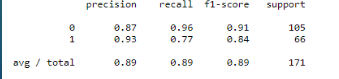 precision recall f1-score support
0 0.87 0.96 0.91 105
1 0.93 0.77 0.84 66
avg / total 0.89 0.89 0.89 171